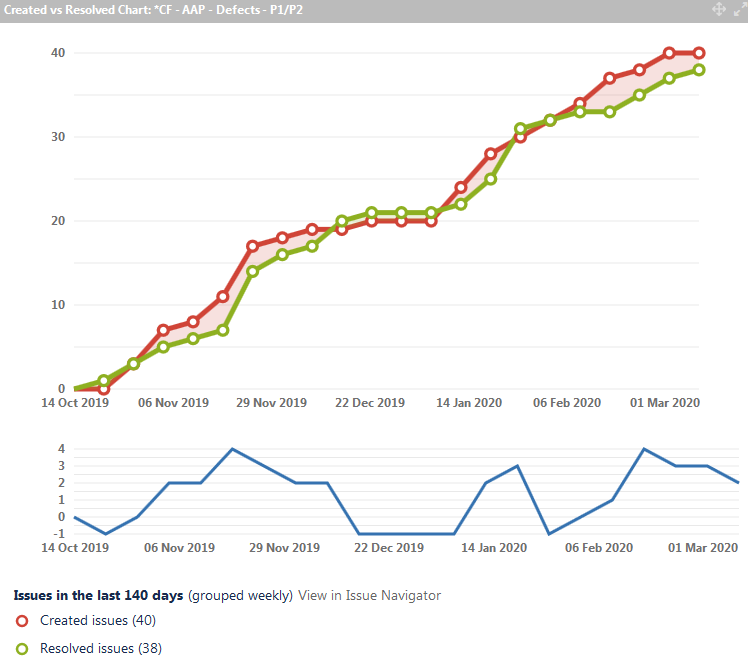 Created vs Resolved Chart: *CF - AAP - Defects - P1/P2
40
30
20
10
0
14 Oct 2019 06 Nov 2019 29 Nov 2019 22 Dec 2019 14 Jan 2020 06 Feb 2020 01 Mar 2020
4
3
2
1
0
-1
14 Oct 2019 06 Nov 2019 29 Nov 2019 22 Dec 2019 14 Jan 2020 06 Feb 2020 01 Mar 2020
Issues in the last 140 days (grouped weekly) View in Issue Navigator
Created issues (40)
Resolved issues (38)